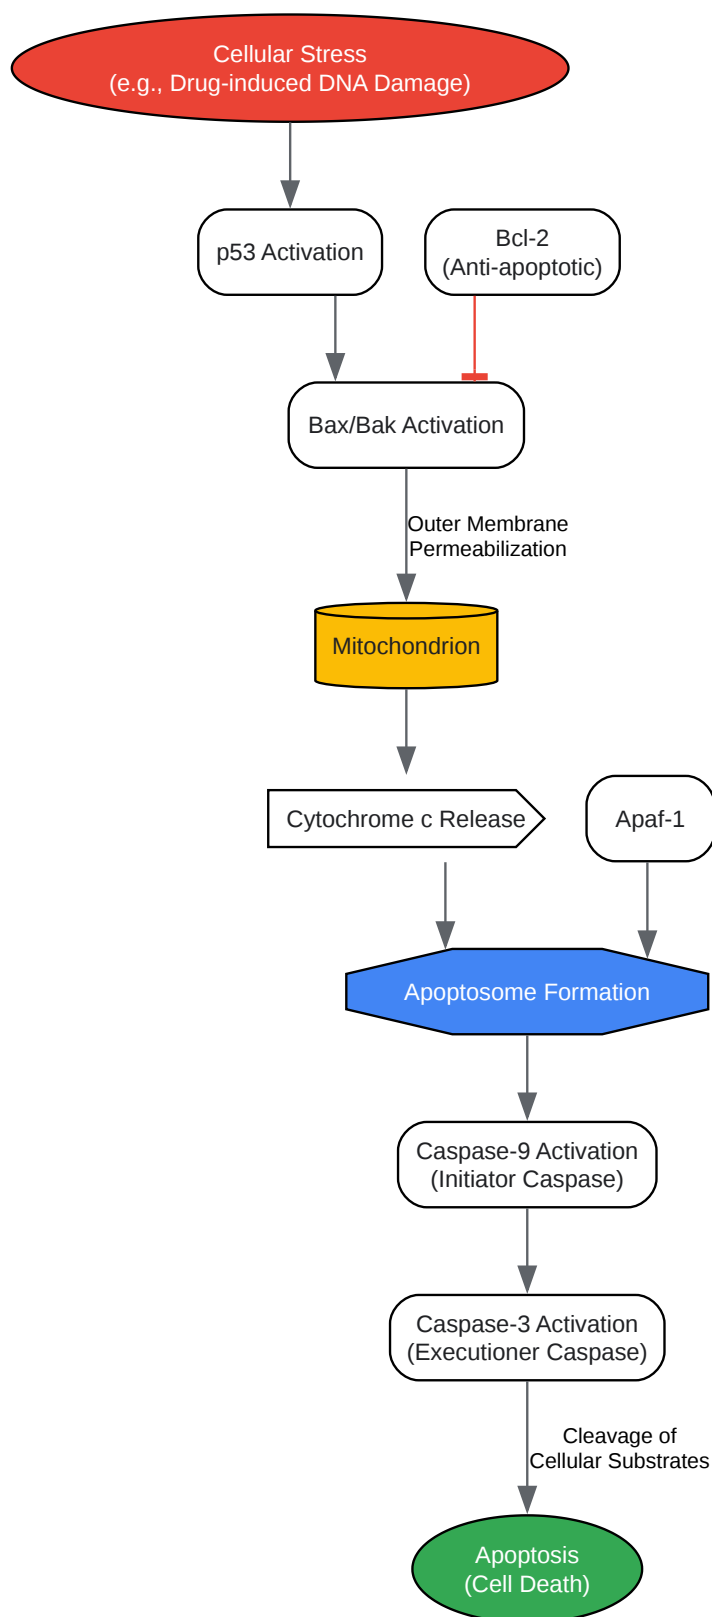 Cellular Stress
(e.g., Drug-induced DNA Damage)
p53 Activation
Bcl-2
(Anti-apoptotic)
Bax/Bak Activation
Outer Membrane
Permeabilization
Mitochondrion
Cytochrome c Release
Apaf-1
Apoptosome Formation
Caspase-9 Activation
(Initiator Caspase)
Caspase-3 Activation
(Executioner Caspase)
Cleavage of
Cellular Substrates
Apoptosis
(Cell Death)